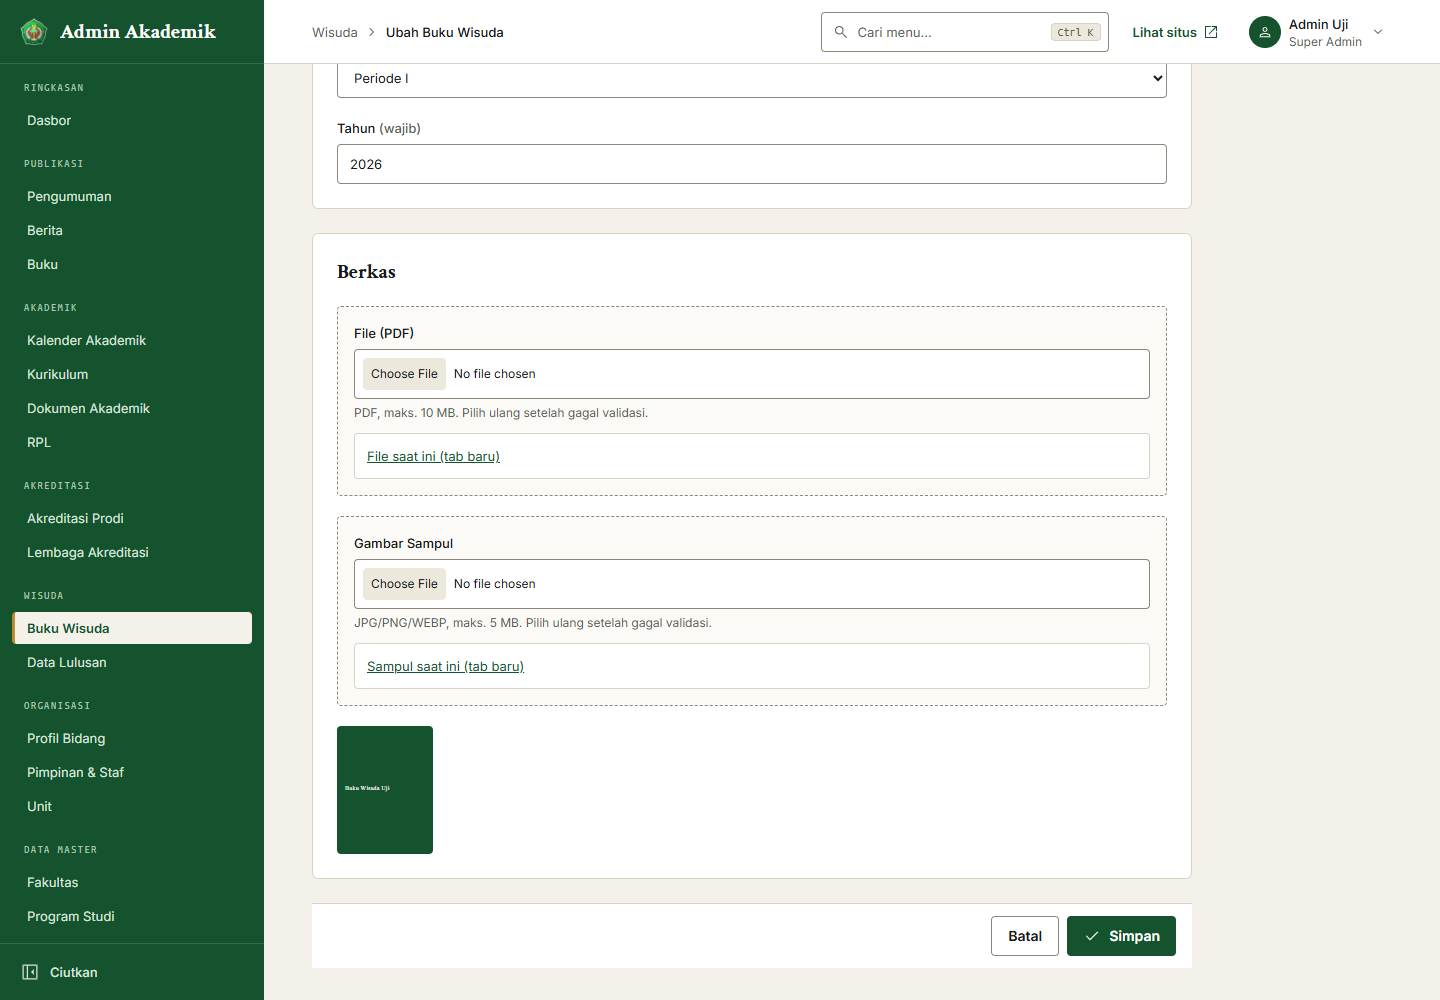 Admin Akademik
RINGKASAN
Dasbor
PUBLIKASI
Pengumuman
Berita
Buku
AKADEMIK
Kalender Akademik
Kurikulum
Dokumen Akademik
RPL
AKREDITASI
Akreditasi Prodi
Lembaga Akreditasi
WISUDA
Buku Wisuda
Data Lulusan
ORGANISASI
Profil Bidang
Pimpinan & Staf
Unit
DATA MASTER
Fakultas
Program Studi
Ciutkan
Wisuda > Ubah Buku Wisuda
Cari menu... Ctrl K
Lihat situs
Admin Uji
Super Admin
Periode I
Tahun (wajib)
2026
Berkas
File (PDF)
Choose File No file chosen
PDF, maks. 10 MB. Pilih ulang setelah gagal validasi.
File saat ini (tab baru)
Gambar Sampul
Choose File No file chosen
JPG/PNG/WEBP, maks. 5 MB. Pilih ulang setelah gagal validasi.
Sampul saat ini (tab baru)
Buku Wisuda Uji
Batal
Simpan